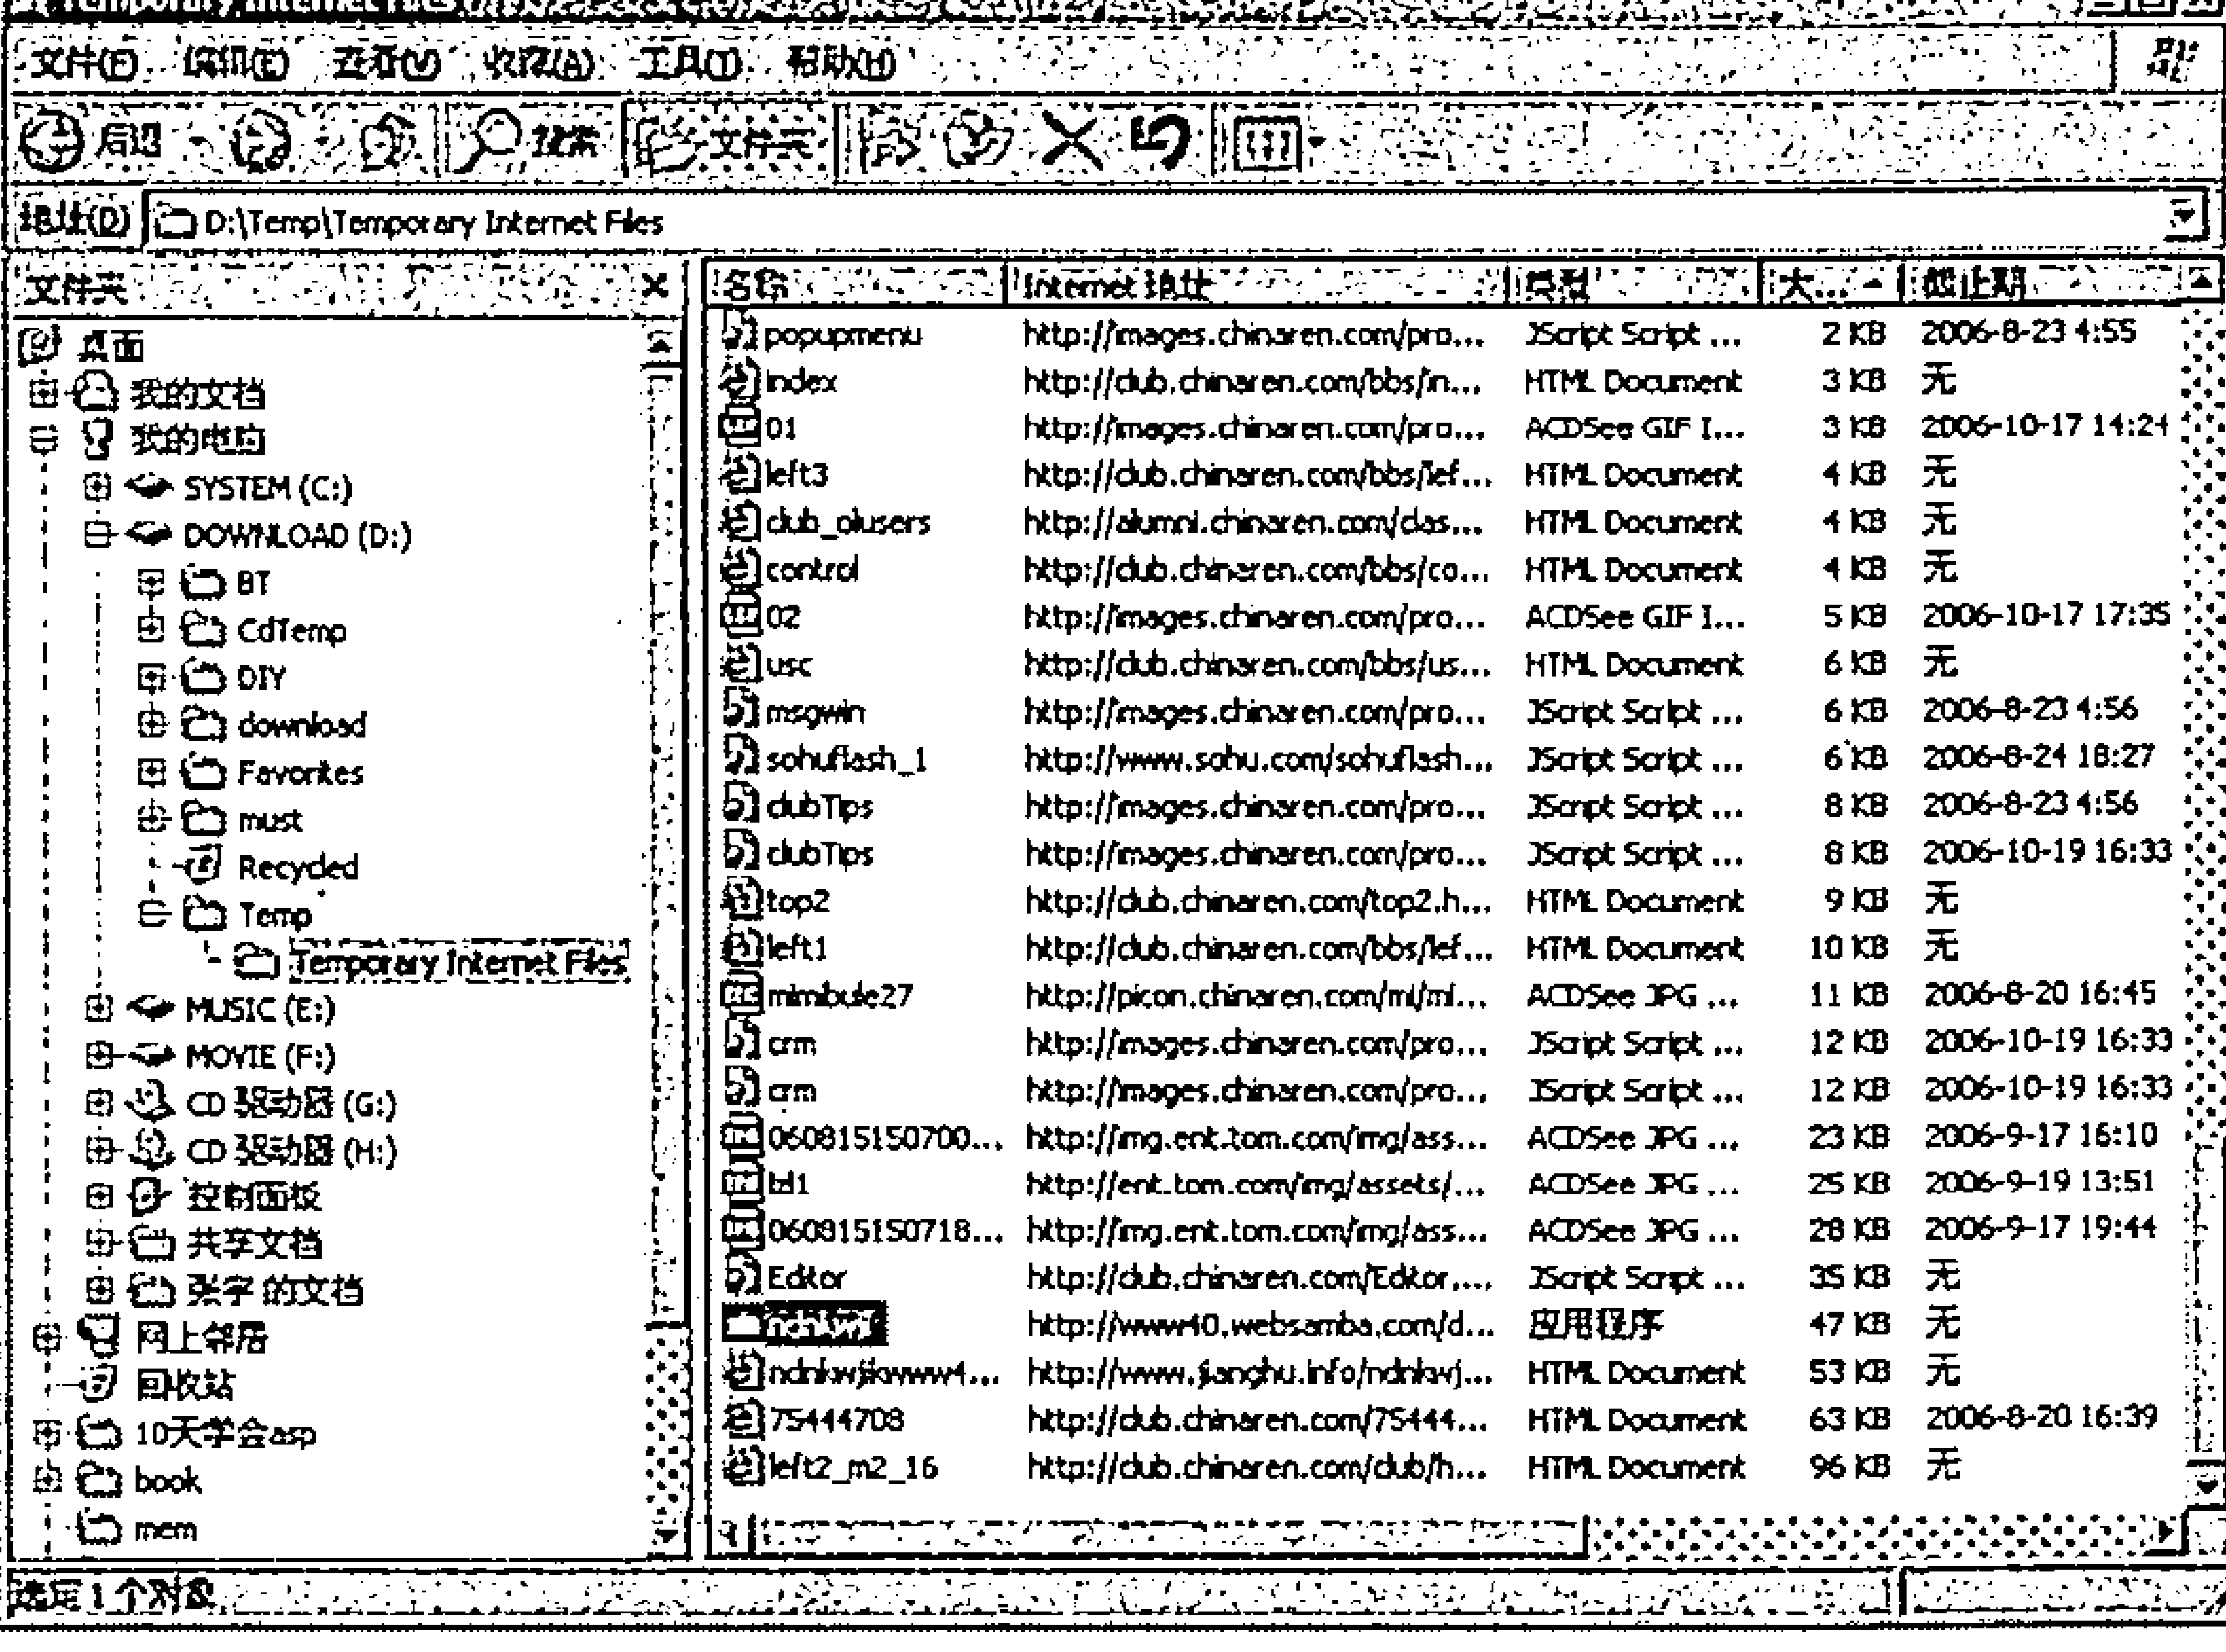 Temporary Internet Files
文件(F) 编辑(E) 查看(V) 收藏(A) 工具(T) 帮助(H)
后退 搜索 文件夹
地址(D) D:\Temp\Temporary Internet Files
文件夹
桌面
我的文档
我的电脑
SYSTEM (C:)
DOWNLOAD (D:)
BT
CdTemp
DIY
download
Favorites
must
Recycled
Temp
Temporary Internet Files
MUSIC (E:)
MOVIE (F:)
CD 驱动器 (G:)
CD 驱动器 (H:)
控制面板
共享文档
张宇 的文档
网上邻居
回收站
10天学会asp
book
mem
名称 Internet 地址 类型 大... 截止期
popupmenu http://images.chinaren.com/pro... JScript Script ... 2 KB 2006-8-23 4:55
index http://club.chinaren.com/bbs/in... HTML Document 3 KB 无
01 http://images.chinaren.com/pro... ACDSee GIF I... 3 KB 2006-10-17 14:24
left3 http://club.chinaren.com/bbs/lef... HTML Document 4 KB 无
club_olusers http://alumni.chinaren.com/clas... HTML Document 4 KB 无
control http://club.chinaren.com/bbs/co... HTML Document 4 KB 无
02 http://images.chinaren.com/pro... ACDSee GIF I... 5 KB 2006-10-17 17:35
usc http://club.chinaren.com/bbs/us... HTML Document 6 KB 无
msgwin http://images.chinaren.com/pro... JScript Script ... 6 KB 2006-8-23 4:56
sohuflash_1 http://www.sohu.com/sohuflash... JScript Script ... 6 KB 2006-8-24 18:27
clubTips http://images.chinaren.com/pro... JScript Script ... 8 KB 2006-8-23 4:56
clubTips http://images.chinaren.com/pro... JScript Script ... 8 KB 2006-10-19 16:33
top2 http://club.chinaren.com/top2.h... HTML Document 9 KB 无
left1 http://club.chinaren.com/bbs/lef... HTML Document 10 KB 无
mimibule27 http://picon.chinaren.com/mi/mi... ACDSee JPG ... 11 KB 2006-8-20 16:45
crm http://images.chinaren.com/pro... JScript Script ... 12 KB 2006-10-19 16:33
crm http://images.chinaren.com/pro... JScript Script ... 12 KB 2006-10-19 16:33
060815150700... http://img.ent.tom.com/img/ass... ACDSee JPG ... 23 KB 2006-9-17 16:10
http://ent.tom.com/img/assets/... ACDSee JPG ... 25 KB 2006-9-19 13:51
060815150718... http://img.ent.tom.com/img/ass... ACDSee JPG ... 28 KB 2006-9-17 19:44
Editor http://club.chinaren.com/Editor.... JScript Script ... 35 KB 无
http://www40.websamba.com/d... 应用程序 47 KB 无
ndnkwjkwww4... http://www.jianghu.info/ndnkwj... HTML Document 53 KB 无
75444708 http://club.chinaren.com/75444... HTML Document 63 KB 2006-8-20 16:39
left2_m2_16 http://club.chinaren.com/club/h... HTML Document 96 KB 无
选定 1 个对象